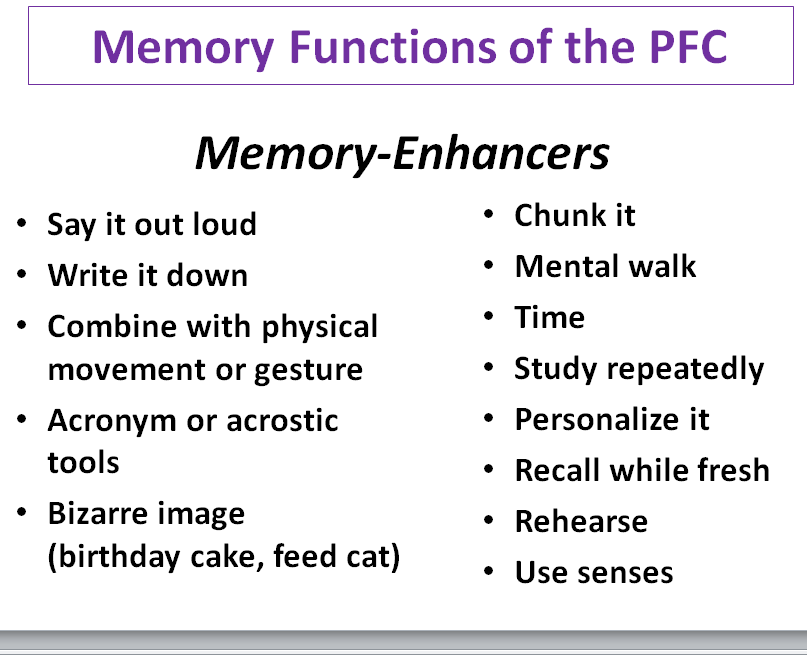 Memory Functions of the PFC
Memory-Enhancers
• Say it out loud
• Write it down
• Combine with physical
movement or gesture
• Acronym or acrostic
tools
• Bizarre image
(birthday cake, feed cat)
• Chunk it
• Mental walk
• Time
• Study repeatedly
• Personalize it
• Recall while fresh
• Rehearse
• Use senses